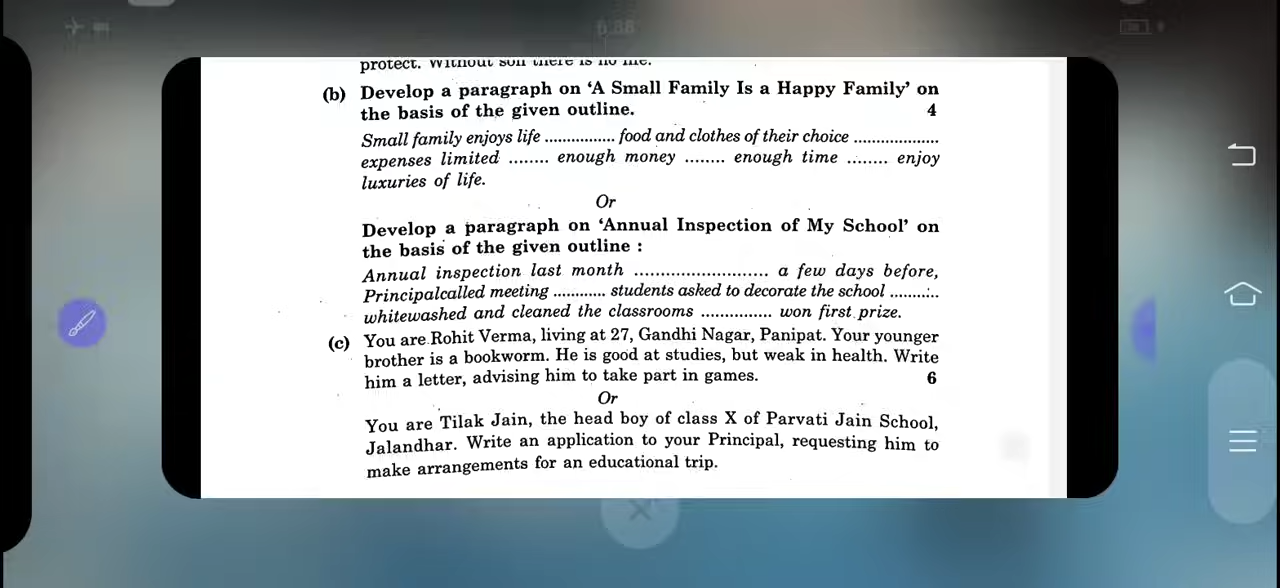 protect. Without soil there is no life.
(b) Develop a paragraph on ‘A Small Family Is a Happy Family’ on
the basis of the given outline. 4
Small family enjoys life ............... food and clothes of their choice ...................
expenses limited ........ enough money ........ enough time ........ enjoy
luxuries of life.
Or
Develop a paragraph on ‘Annual Inspection of My School’ on
the basis of the given outline :
Annual inspection last month .......................... a few days before,
Principalcalled meeting ............ students asked to decorate the school ...........
whitewashed and cleaned the classrooms ............... won first prize.
(c) You are Rohit Verma, living at 27, Gandhi Nagar, Panipat. Your younger
brother is a bookworm. He is good at studies, but weak in health. Write
him a letter, advising him to take part in games. 6
Or
You are Tilak Jain, the head boy of class X of Parvati Jain School,
Jalandhar. Write an application to your Principal, requesting him to
make arrangements for an educational trip.